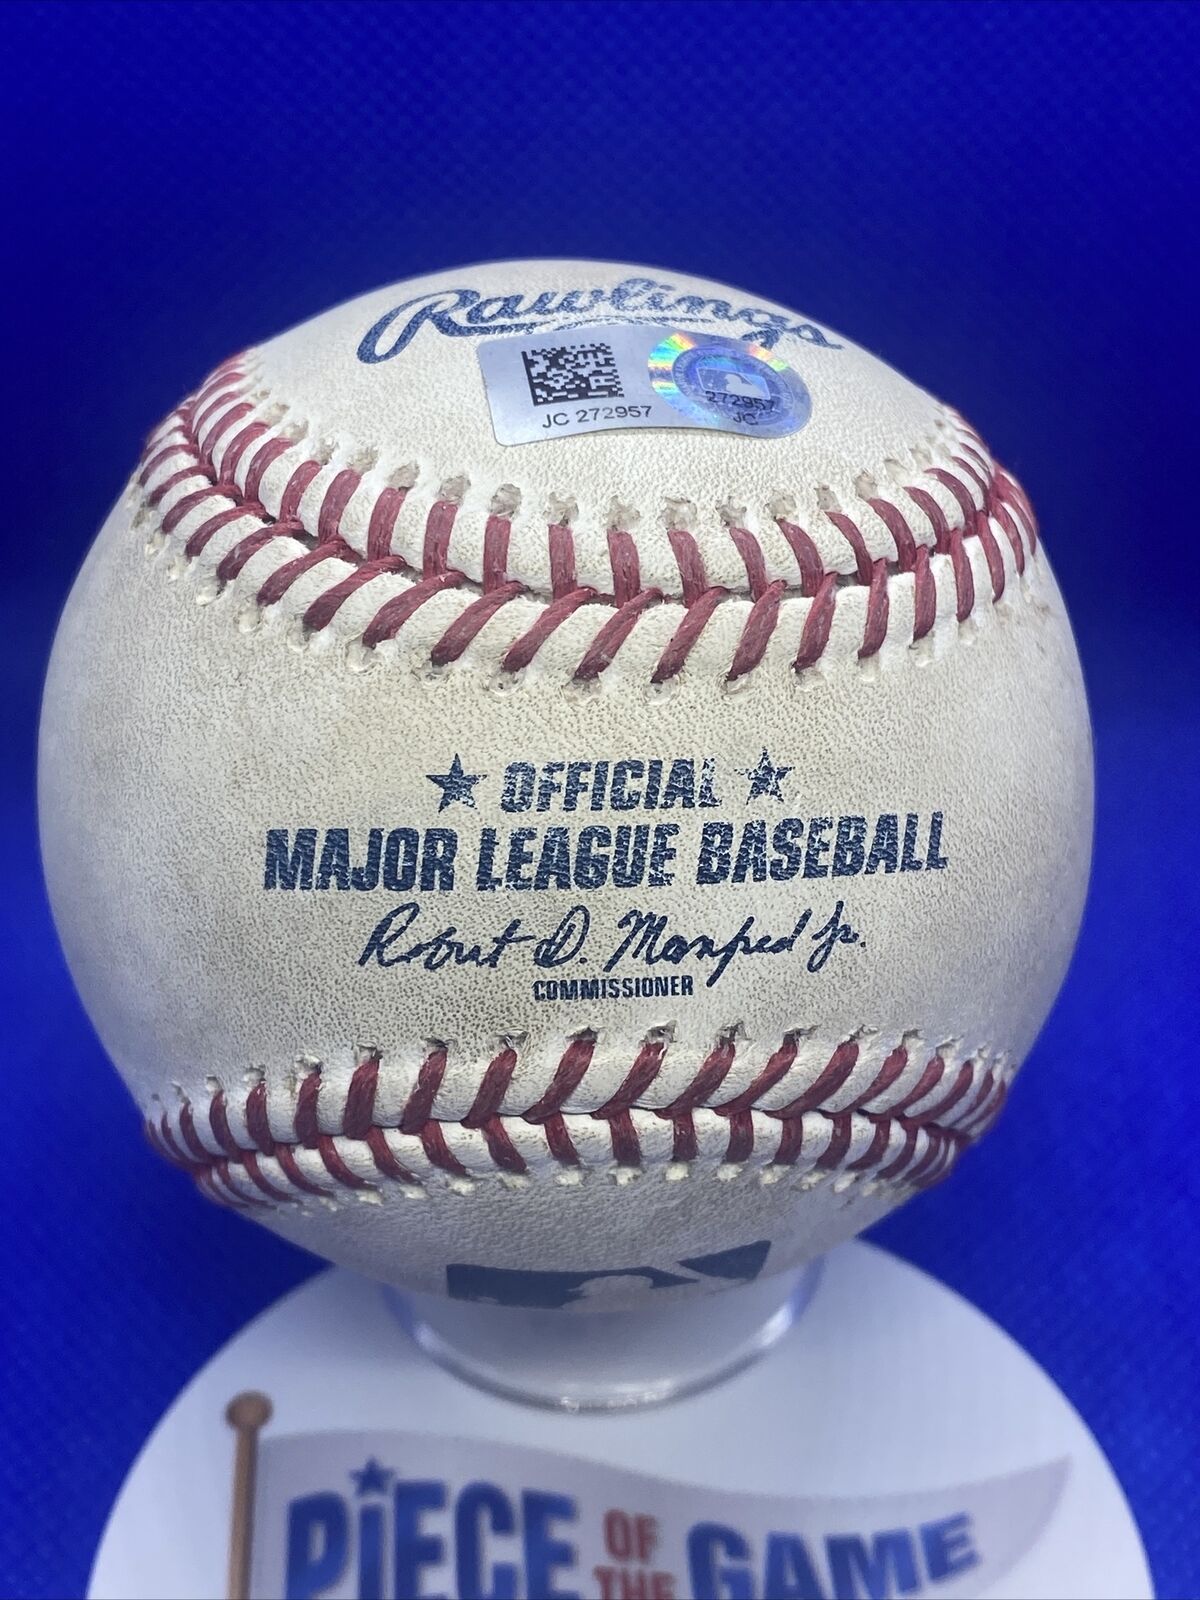 Rawlings
JC 272957
272957
JC
★ OFFICIAL ★
MAJOR LEAGUE BASEBALL
Robert D. Manfred Jr.
COMMISSIONER
PiECE OF THE GAME